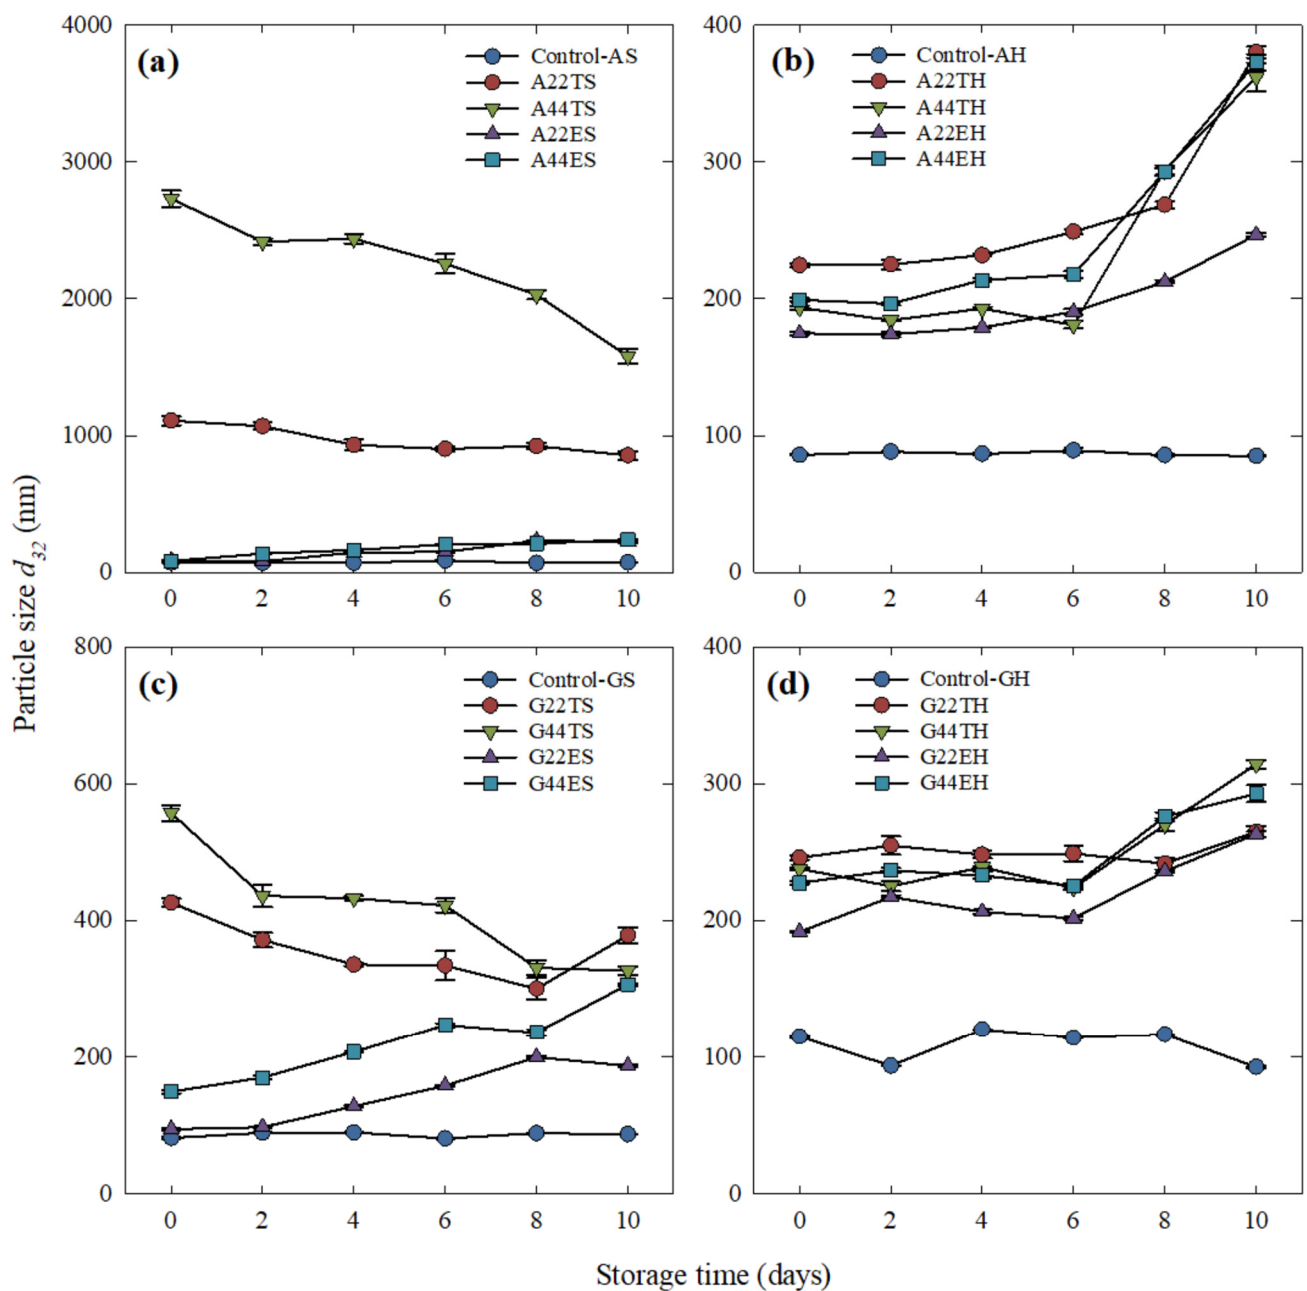 4000
3000
2000
1000
0
0 2 4 6 8 10
(a)
Control-AS
A22TS
A44TS
A22ES
A44ES
400
300
200
100
0
0 2 4 6 8 10
(b)
Control-AH
A22TH
A44TH
A22EH
A44EH
Particle size d32 (nm)
800
600
400
200
0
0 2 4 6 8 10
(c)
Control-GS
G22TS
G44TS
G22ES
G44ES
400
300
200
100
0
0 2 4 6 8 10
(d)
Control-GH
G22TH
G44TH
G22EH
G44EH
Storage time (days)